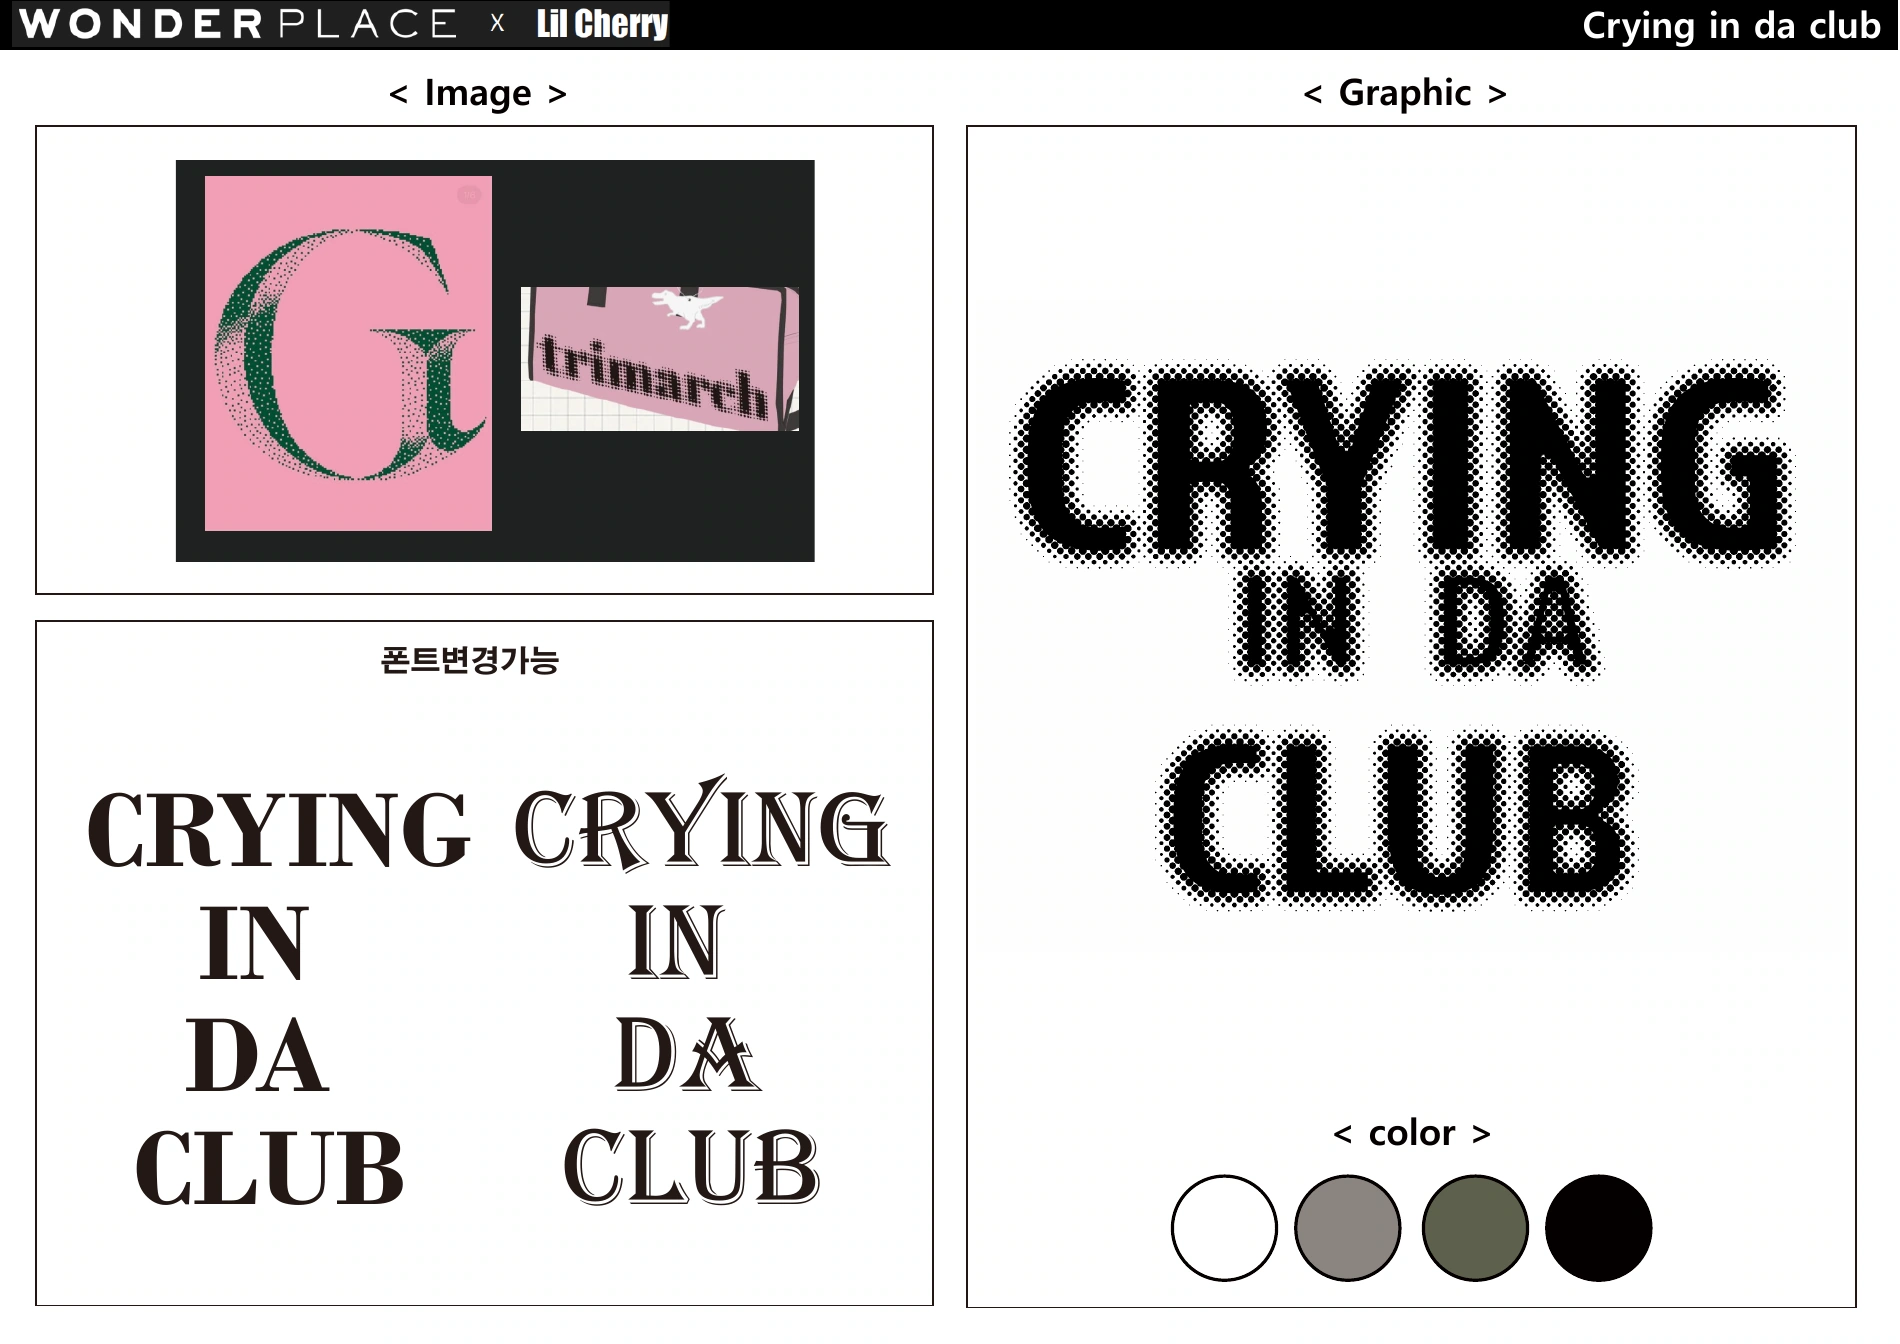 WONDERPLACE x Lil Cherry
Crying in da club
< Image >
G
trimarch
폰트변경가능
CRYING
IN
DA
CLUB
CRYING
IN
DA
CLUB
< Graphic >
CRYING
IN DA
CLUB
< color >